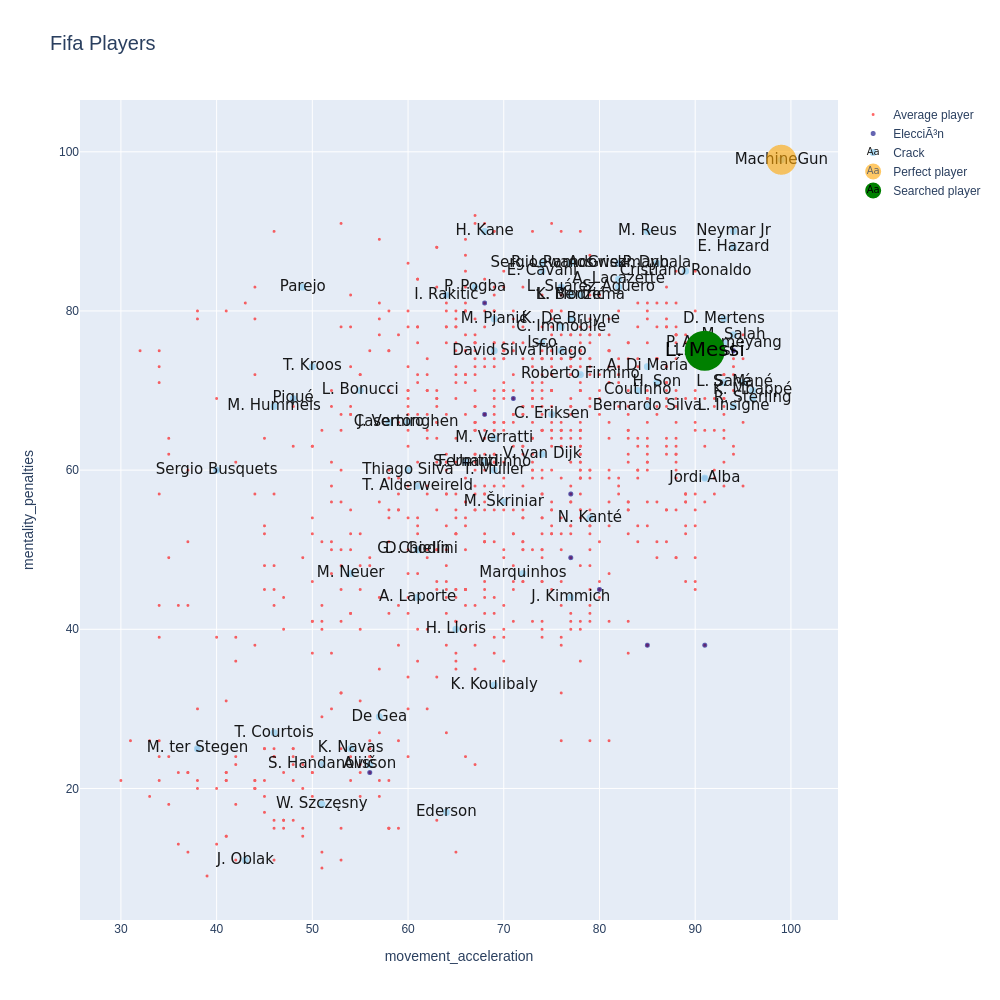 Fifa Players
Average player
ElecciÃ³n
Aa Crack
Aa Perfect player
Aa Searched player
MachineGun
H. Kane
M. Reus
Neymar Jr
E. Hazard
E. Cavani
Cristiano Ronaldo
A. Lacazette
Parejo
P. Pogba
L. Suárez
S. Agüero
I. Rakitić
M. Pjanić
K. De Bruyne
D. Mertens
C. Immobile
M. Salah
Isco
David Silva
Thiago
L. Messi
T. Kroos
Roberto Firmino
A. Di María
H. Son
L. Bonucci
Coutinho
K. Mbappé
R. Sterling
Piqué
M. Hummels
C. Eriksen
Bernardo Silva
L. Insigne
M. Verratti
V. van Dijk
Sergio Busquets
Thiago Silva
T. Müller
Jordi Alba
T. Alderweireld
M. Škriniar
N. Kanté
M. Neuer
Marquinhos
A. Laporte
J. Kimmich
H. Lloris
K. Koulibaly
De Gea
T. Courtois
M. ter Stegen
K. Navas
S. Handanovič
Alisson
W. Szczęsny
Ederson
J. Oblak
100
80
60
40
20
mentality_penalties
30 40 50 60 70 80 90 100
movement_acceleration